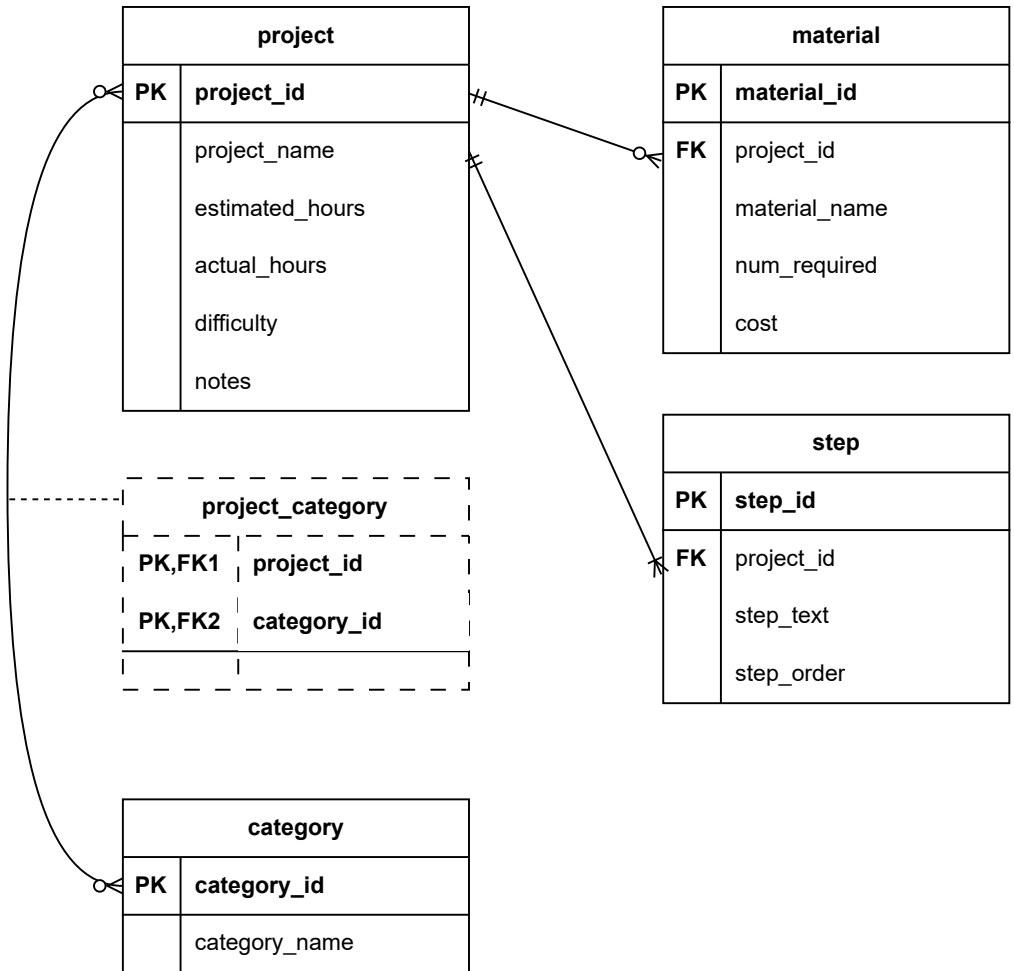 project
PK project_id
project_name
estimated_hours
actual_hours
difficulty
notes
material
PK material_id
FK project_id
material_name
num_required
cost
step
PK step_id
FK project_id
step_text
step_order
project_category
PK,FK1 project_id
PK,FK2 category_id
category
PK category_id
category_name